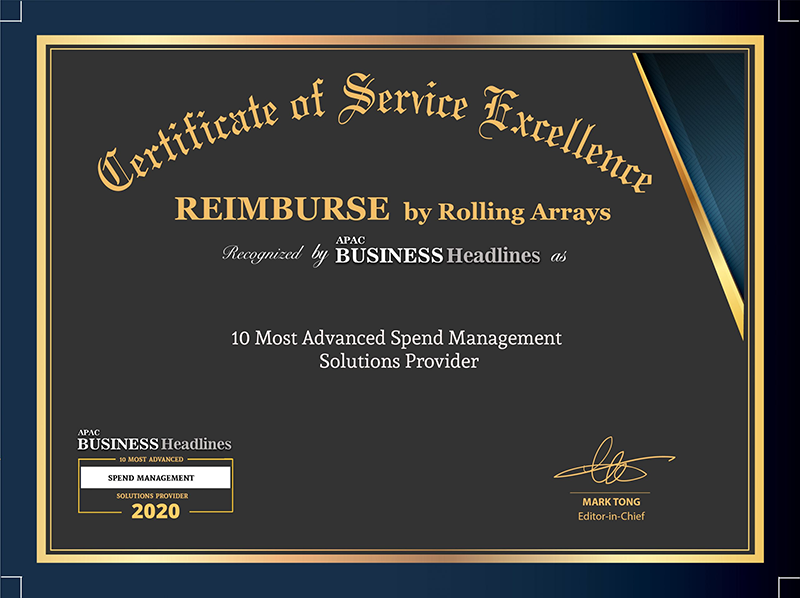 Certificate of Service Excellence
REIMBURSE by Rolling Arrays
Recognized by APAC BUSINESS Headlines as
10 Most Advanced Spend Management
Solutions Provider
APAC
BUSINESS Headlines
10 MOST ADVANCED
SPEND MANAGEMENT
SOLUTIONS PROVIDER
2020
MARK TONG
Editor-in-Chief